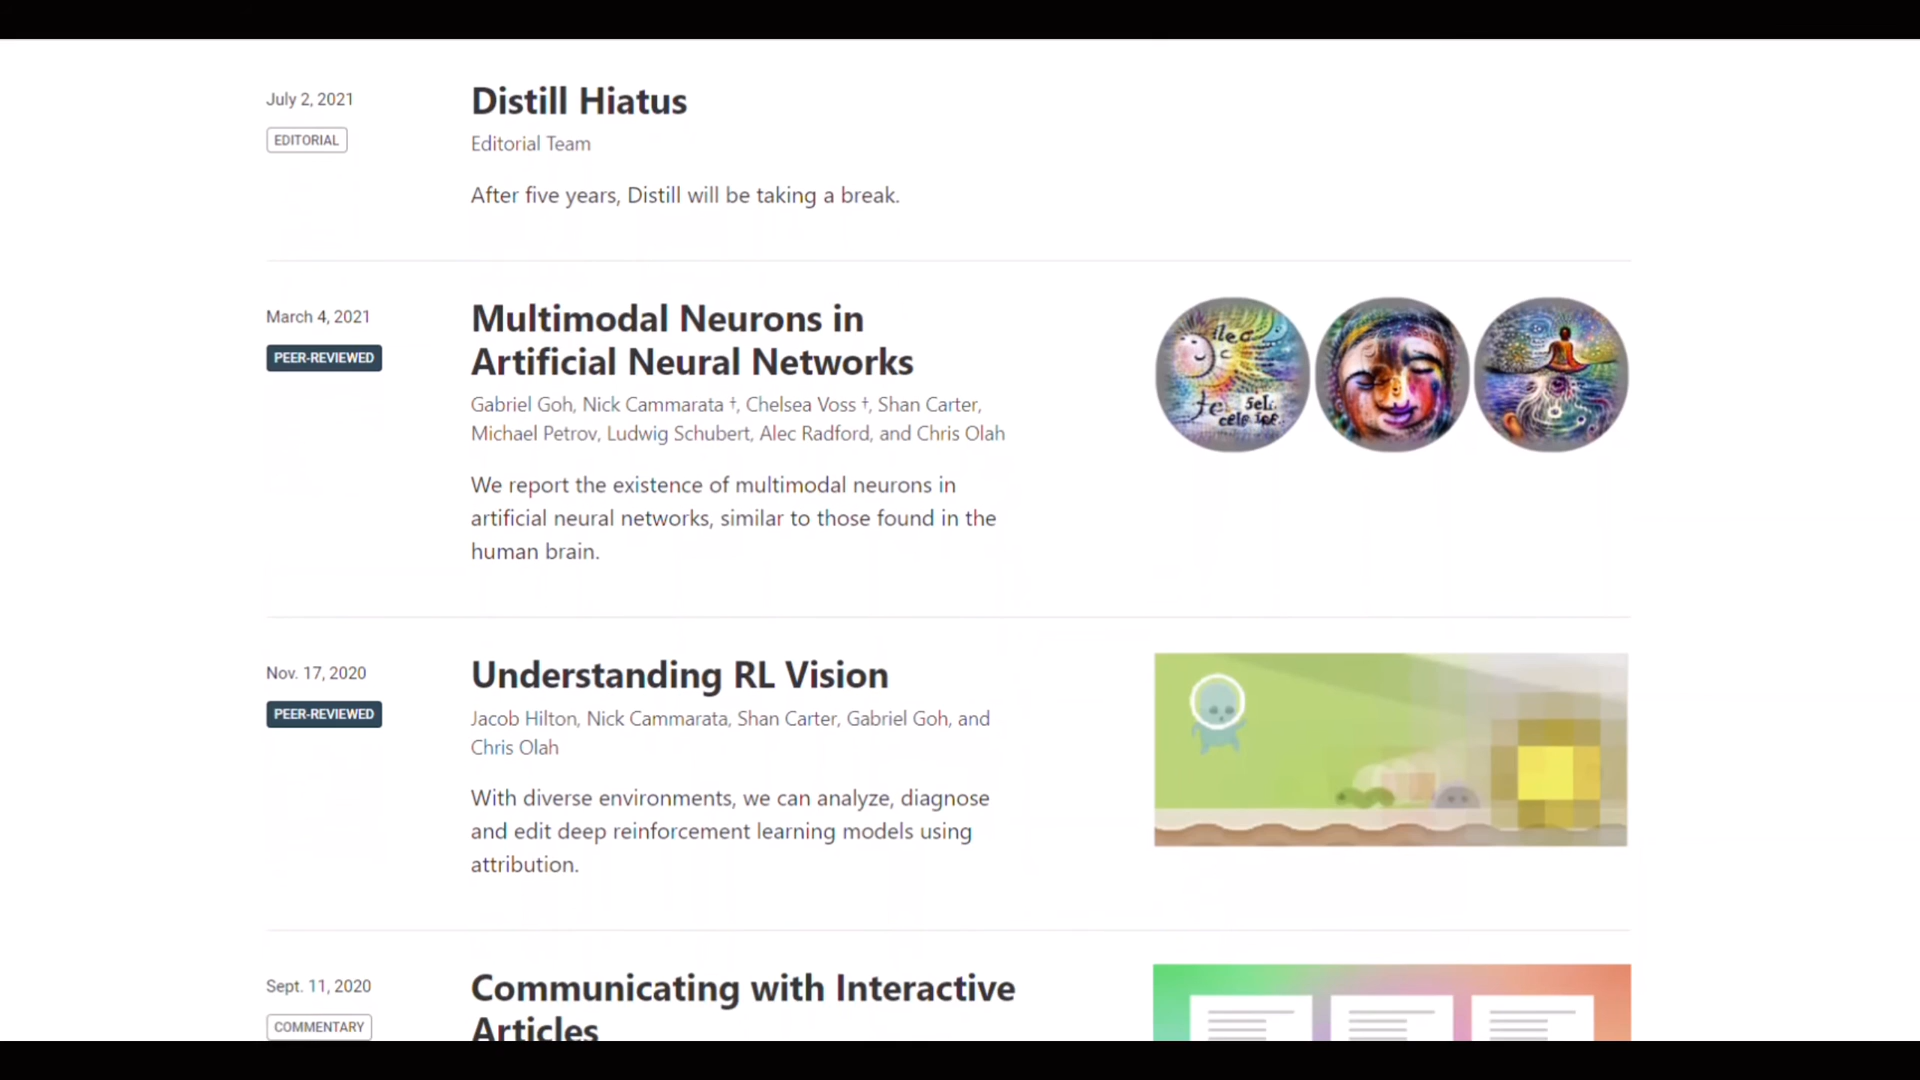 July 2, 2021
EDITORIAL
Distill Hiatus
Editorial Team
After five years, Distill will be taking a break.
March 4, 2021
PEER-REVIEWED
Multimodal Neurons in
Artificial Neural Networks
Gabriel Goh, Nick Cammarata †, Chelsea Voss †, Shan Carter,
Michael Petrov, Ludwig Schubert, Alec Radford, and Chris Olah
We report the existence of multimodal neurons in
artificial neural networks, similar to those found in the
human brain.
Nov. 17, 2020
PEER-REVIEWED
Understanding RL Vision
Jacob Hilton, Nick Cammarata, Shan Carter, Gabriel Goh, and
Chris Olah
With diverse environments, we can analyze, diagnose
and edit deep reinforcement learning models using
attribution.
Sept. 11, 2020
COMMENTARY
Communicating with Interactive
Articles